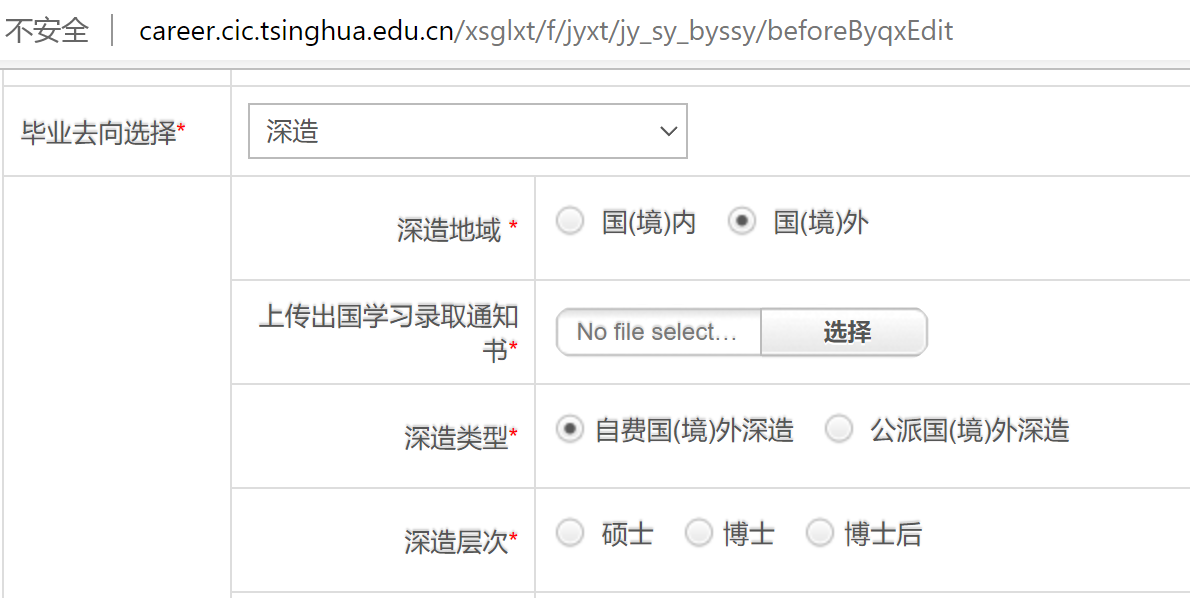 不安全 career.cic.tsinghua.edu.cn/xsglxt/f/jyxt/jy_sy_byssy/beforeByqxEdit
毕业去向选择* 深造
深造地域 * 国(境)内 国(境)外
上传出国学习录取通知
书*
No file select... 选择
深造类型* 自费国(境)外深造 公派国(境)外深造
深造层次* 硕士 博士 博士后